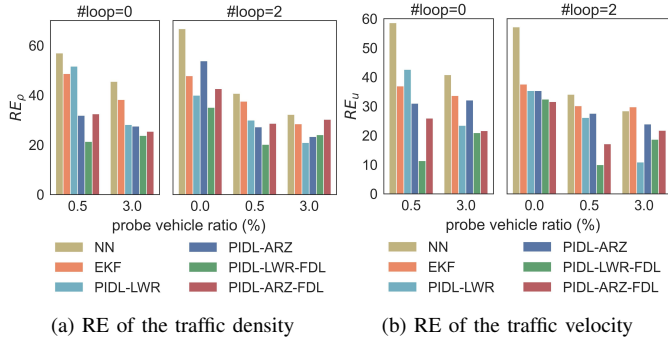 #loop=0
#loop=2
REρ
60
40
20
0
0.5
3.0
0.0
0.5
3.0
probe vehicle ratio (%)
NN
EKF
PIDL-LWR
PIDL-ARZ
PIDL-LWR-FDL
PIDL-ARZ-FDL
(a) RE of the traffic density
#loop=0
#loop=2
REu
60
50
40
30
20
10
0
0.5
3.0
0.0
0.5
3.0
probe vehicle ratio (%)
NN
EKF
PIDL-LWR
PIDL-ARZ
PIDL-LWR-FDL
PIDL-ARZ-FDL
(b) RE of the traffic velocity